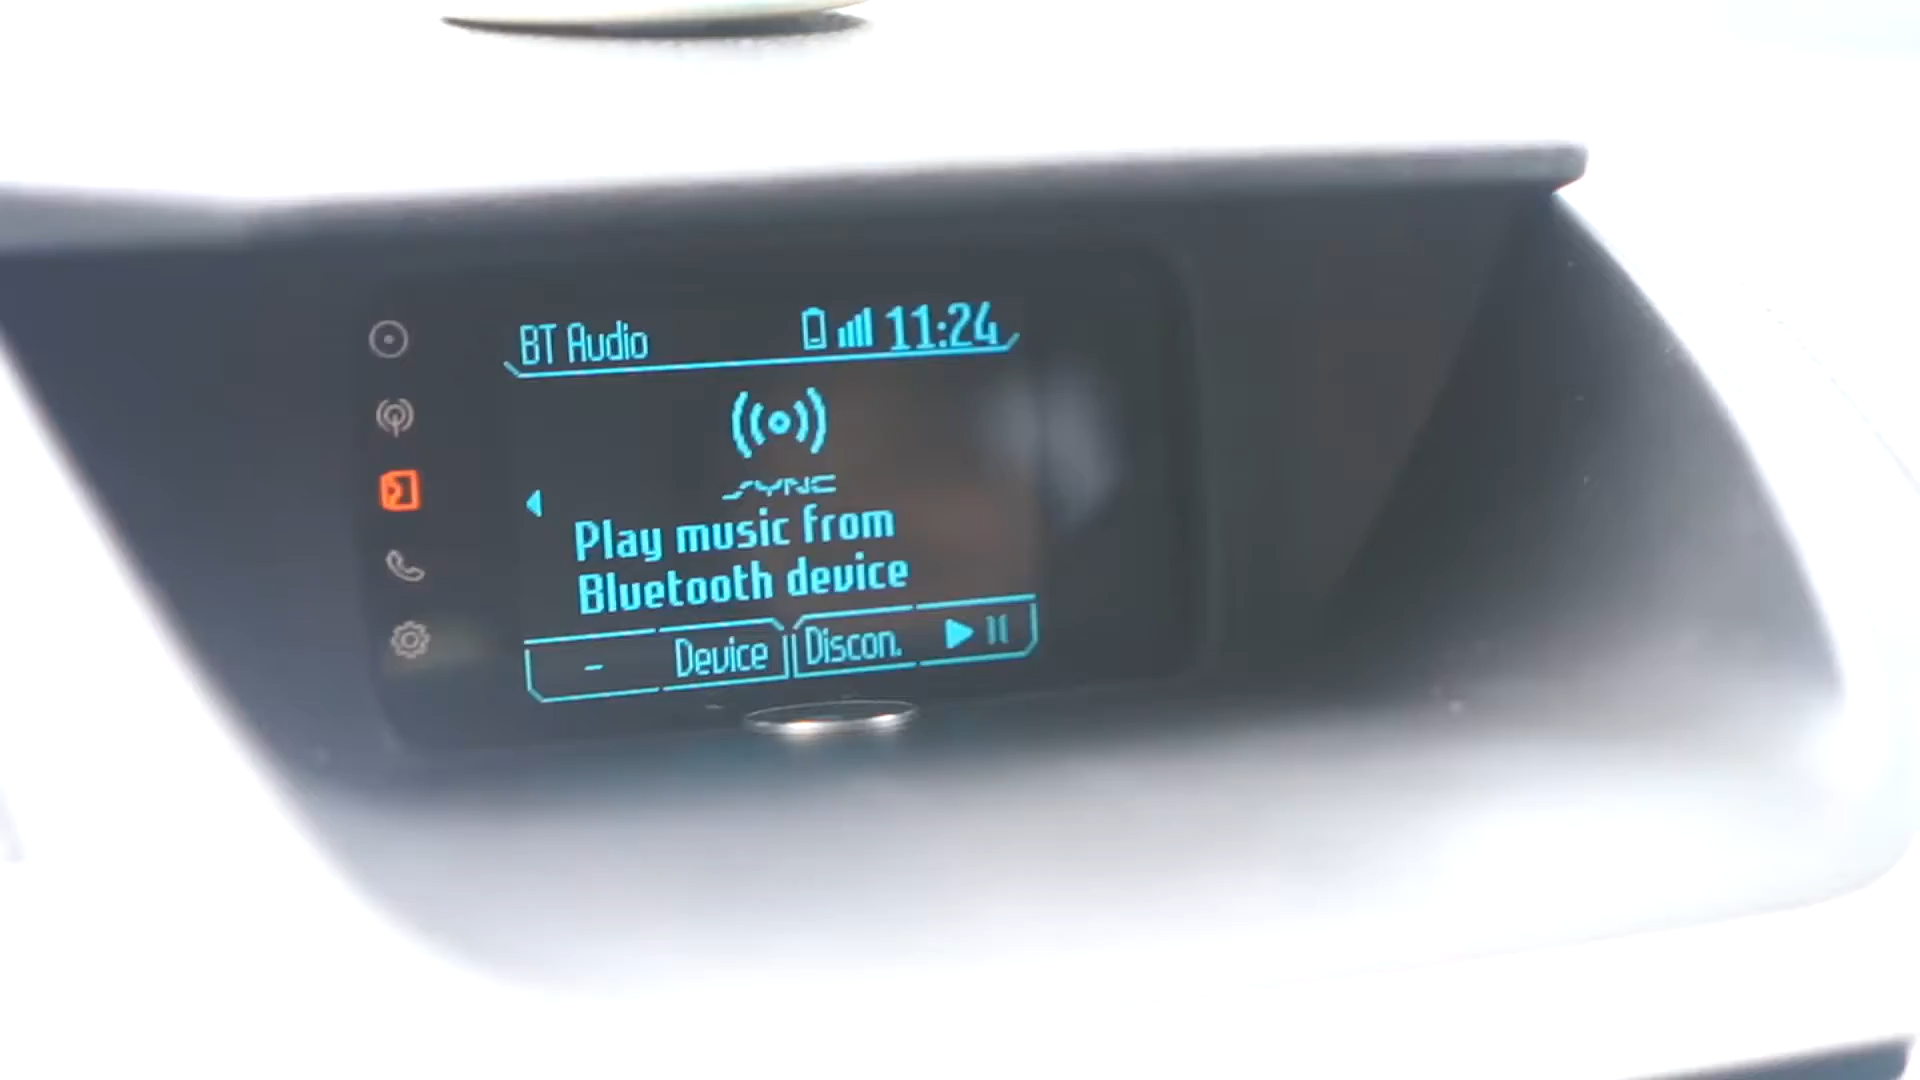 BT Audio 11:24
SYNC
Play music from
Bluetooth device
- Device Discon.